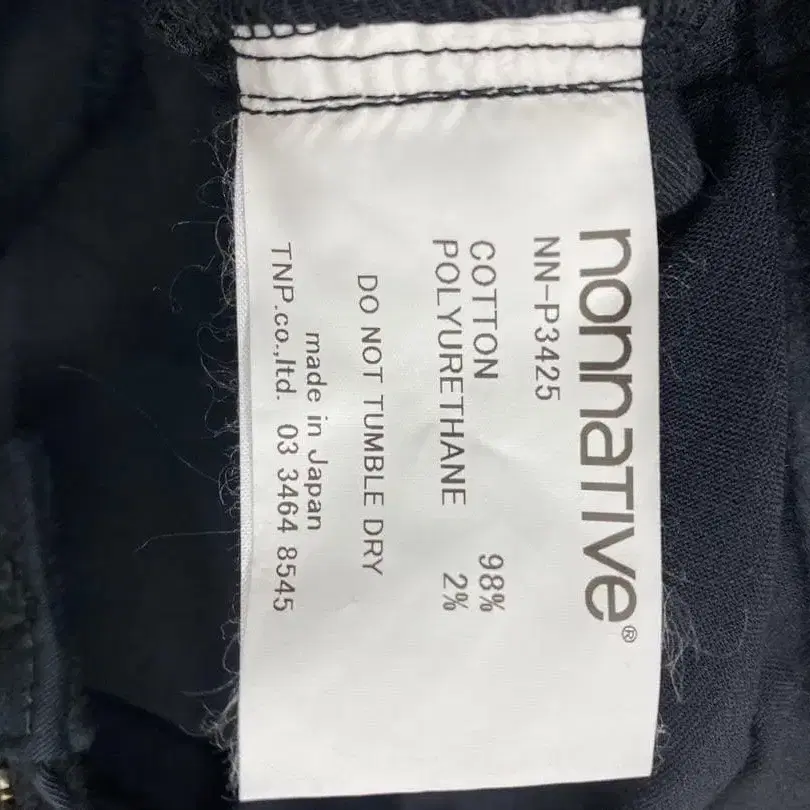 nonnaTIVe®
NN-P3425
COTTON 98%
POLYURETHANE 2%
DO NOT TUMBLE DRY
made in Japan
TNP.co.,ltd. 03 3464 8545